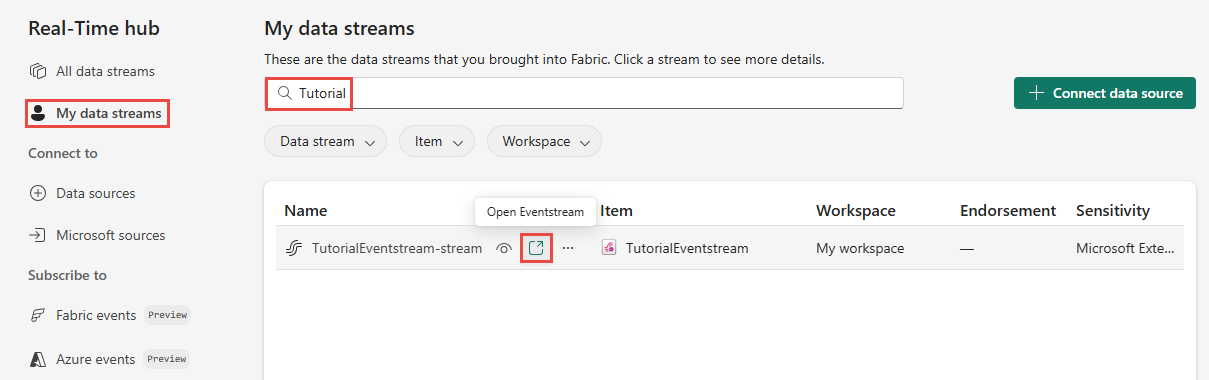 Real-Time hub
All data streams
My data streams
Connect to
Data sources
Microsoft sources
Subscribe to
Fabric events Preview
Azure events Preview
My data streams
These are the data streams that you brought into Fabric. Click a stream to see more details.
Tutorial
Connect data source
Data stream Item Workspace
Open Eventstream
Name Item Workspace Endorsement Sensitivity
TutorialEventstream-stream ··· TutorialEventstream My workspace — Microsoft Exte...